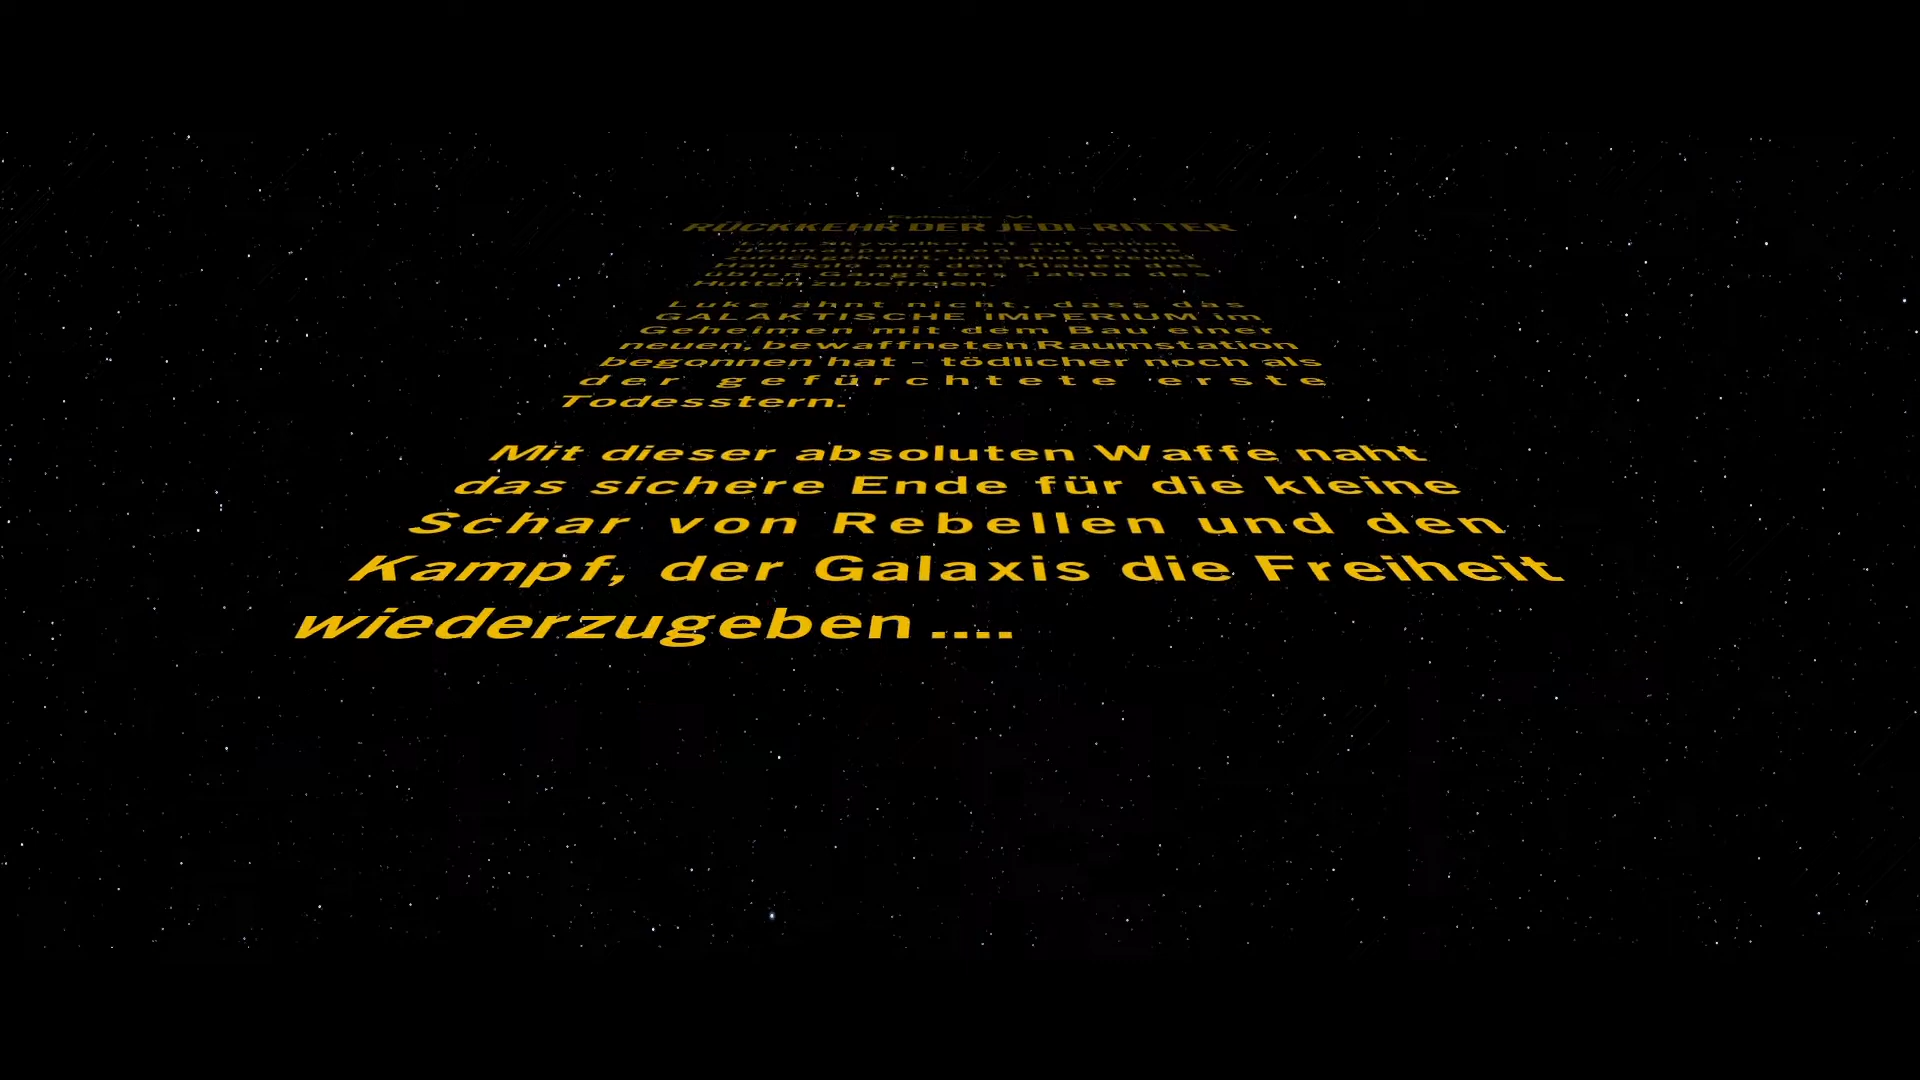 Episode VI
RÜCKKEHR DER JEDI-RITTER
Luke Skywalker ist auf seinen
Heimatplaneten Tatooine
zurückgekehrt, um seinen Freund
Han Solo aus den Klauen des
üblen Gangsters Jabba des
Hutten zu befreien.
Luke ahnt nicht, dass das
GALAKTISCHE IMPERIUM im
Geheimen mit dem Bau einer
neuen, bewaffneten Raumstation
begonnen hat – tödlicher noch als
der gefürchtete erste
Todesstern.
Mit dieser absoluten Waffe naht
das sichere Ende für die kleine
Schar von Rebellen und den
Kampf, der Galaxis die Freiheit
wiederzugeben ....